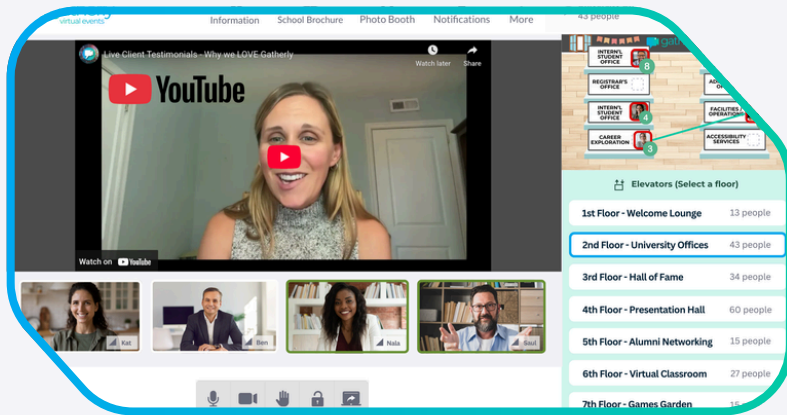 virtual events
Information
School Brochure
Photo Booth
Notifications
More
43 people
Live Client Testimonials - Why we LOVE Gatherly
Watch later
Share
YouTube
Watch on YouTube
Kat
Ben
Nala
Saul
INTERN'L
STUDENT
OFFICE
8
REGISTRAR'S
OFFICE
INTERN'L
STUDENT
OFFICE
4
FACILITIES /
OPERATIONS
CAREER
EXPLORATION
3
ACCESSIBILITY
SERVICES
Elevators (Select a floor)
1st Floor - Welcome Lounge 13 people
2nd Floor - University Offices 43 people
3rd Floor - Hall of Fame 34 people
4th Floor - Presentation Hall 60 people
5th Floor - Alumni Networking 15 people
6th Floor - Virtual Classroom 27 people
7th Floor - Games Garden